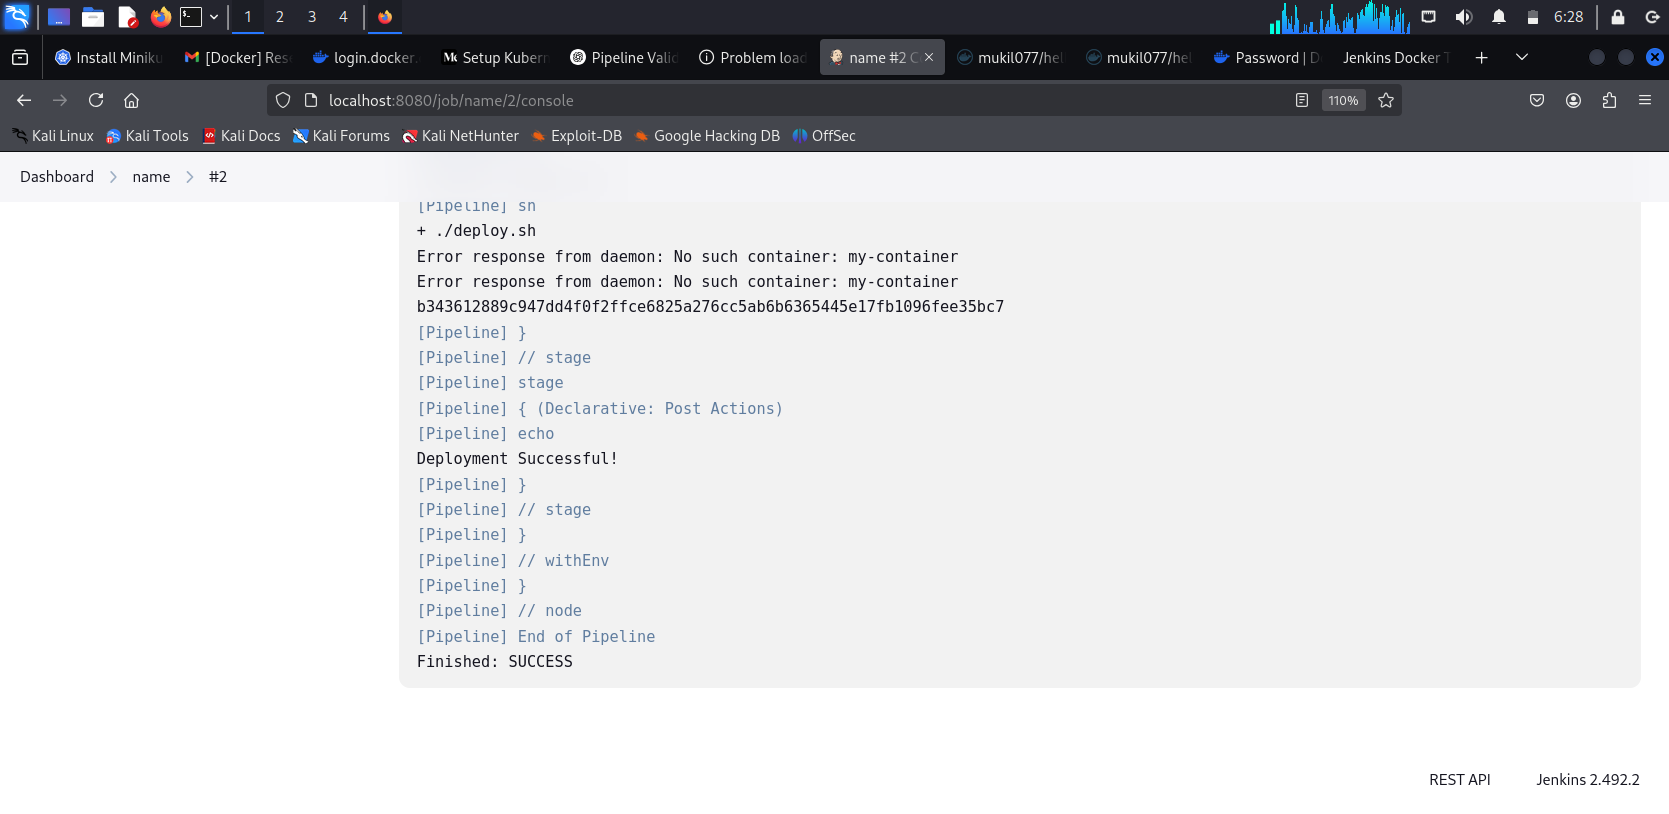 1 2 3 4
6:28
Install Miniku
[Docker] Res
login.docker.
Setup Kubern
Pipeline Valid
Problem load
name #2 C
mukil077/hel
mukil077/hel
Password | D
Jenkins Docker T
localhost:8080/job/name/2/console
110%
Kali Linux
Kali Tools
Kali Docs
Kali Forums
Kali NetHunter
Exploit-DB
Google Hacking DB
OffSec
Dashboard > name > #2
[Pipeline] sh
+ ./deploy.sh
Error response from daemon: No such container: my-container
Error response from daemon: No such container: my-container
b343612889c947dd4f0f2ffce6825a276cc5ab6b6365445e17fb1096fee35bc7
[Pipeline] }
[Pipeline] // stage
[Pipeline] stage
[Pipeline] { (Declarative: Post Actions)
[Pipeline] echo
Deployment Successful!
[Pipeline] }
[Pipeline] // stage
[Pipeline] }
[Pipeline] // withEnv
[Pipeline] }
[Pipeline] // node
[Pipeline] End of Pipeline
Finished: SUCCESS
REST API
Jenkins 2.492.2